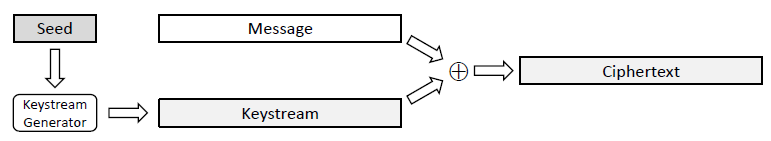 Seed
Message
Keystream
Generator
Keystream
Ciphertext